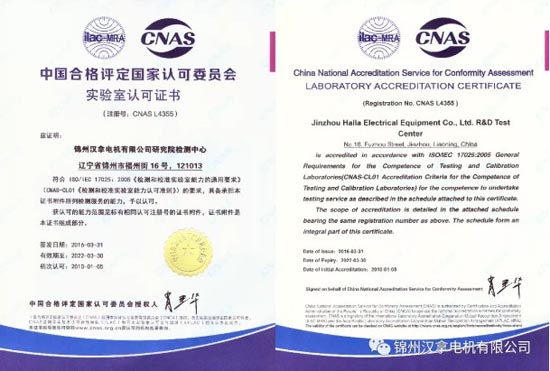 ilac-MRA
CNAS
中国合格评定国家认可委员会
实验室认可证书
(注册号:CNAS L4355)
兹证明:
锦州汉拿电机有限公司研究院检测中心
辽宁省锦州市福州街 16 号,121013
符合 ISO/IEC 17025:2005《检测和校准实验室能力的通用要求》
(CNAS-CL01《检测和校准实验室能力认可准则》)的要求,具备承担本
证书附件所列检测服务的能力,予以认可。
获认可的能力范围见标有相同认可注册号的证书附件,证书附件是
本证书组成部分。
签发日期:2016-03-31
有效期至:2022-03-30
初次认可:2010-01-05
中国合格评定国家认可委员会授权人
ilac-MRA
CNAS
China National Accreditation Service for Conformity Assessment
LABORATORY ACCREDITATION CERTIFICATE
(Registration No. CNAS L4355)
Jinzhou Halla Electrical Equipment Co., Ltd. R&D Test
Center
No.16, Fuzhou Street, Jinzhou, Liaoning, China
is accredited in accordance with ISO/IEC 17025:2005 General
Requirements for the Competence of Testing and Calibration
Laboratories(CNAS-CL01 Accreditation Criteria for the Competence of
Testing and Calibration Laboratories) for the competence to undertake
testing service as described in the schedule attached to this certificate.
The scope of accreditation is detailed in the attached schedule
bearing the same registration number as above. The schedule form an
integral part of this certificate.
Date of Issue: 2016-03-31
Date of Expiry: 2022-03-30
Date of Initial Accreditation: 2010-01-05
Signed on behalf of China National Accreditation Service for Conformity Assessment
锦州汉拿电机有限公司